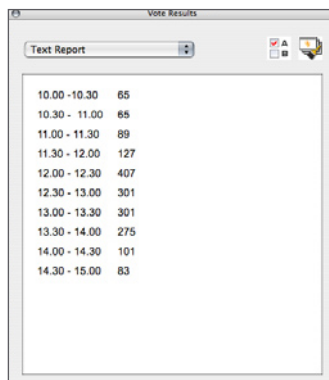 Vote Results
Text Report
A
B
10.00 -10.30 65
10.30 - 11.00 65
11.00 - 11.30 89
11.30 - 12.00 127
12.00 - 12.30 407
12.30 - 13.00 301
13.00 - 13.30 301
13.30 - 14.00 275
14.00 - 14.30 101
14.30 - 15.00 83